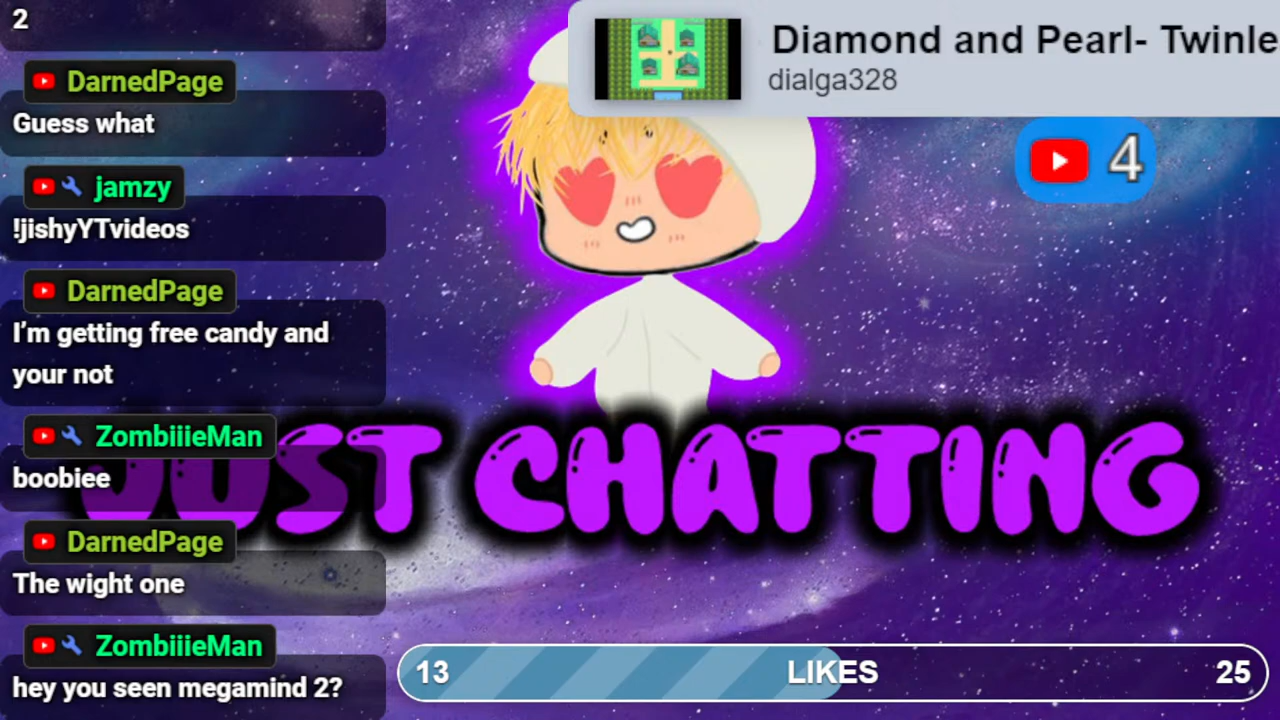 2
DarnedPage
Guess what
jamzy
!jishyYTvideos
DarnedPage
I'm getting free candy and
your not
ZombiiieMan
boobiee
DarnedPage
The wight one
ZombiiieMan
hey you seen megamind 2?
Diamond and Pearl- Twinle
dialga328
4
JUST CHATTING
13
LIKES
25